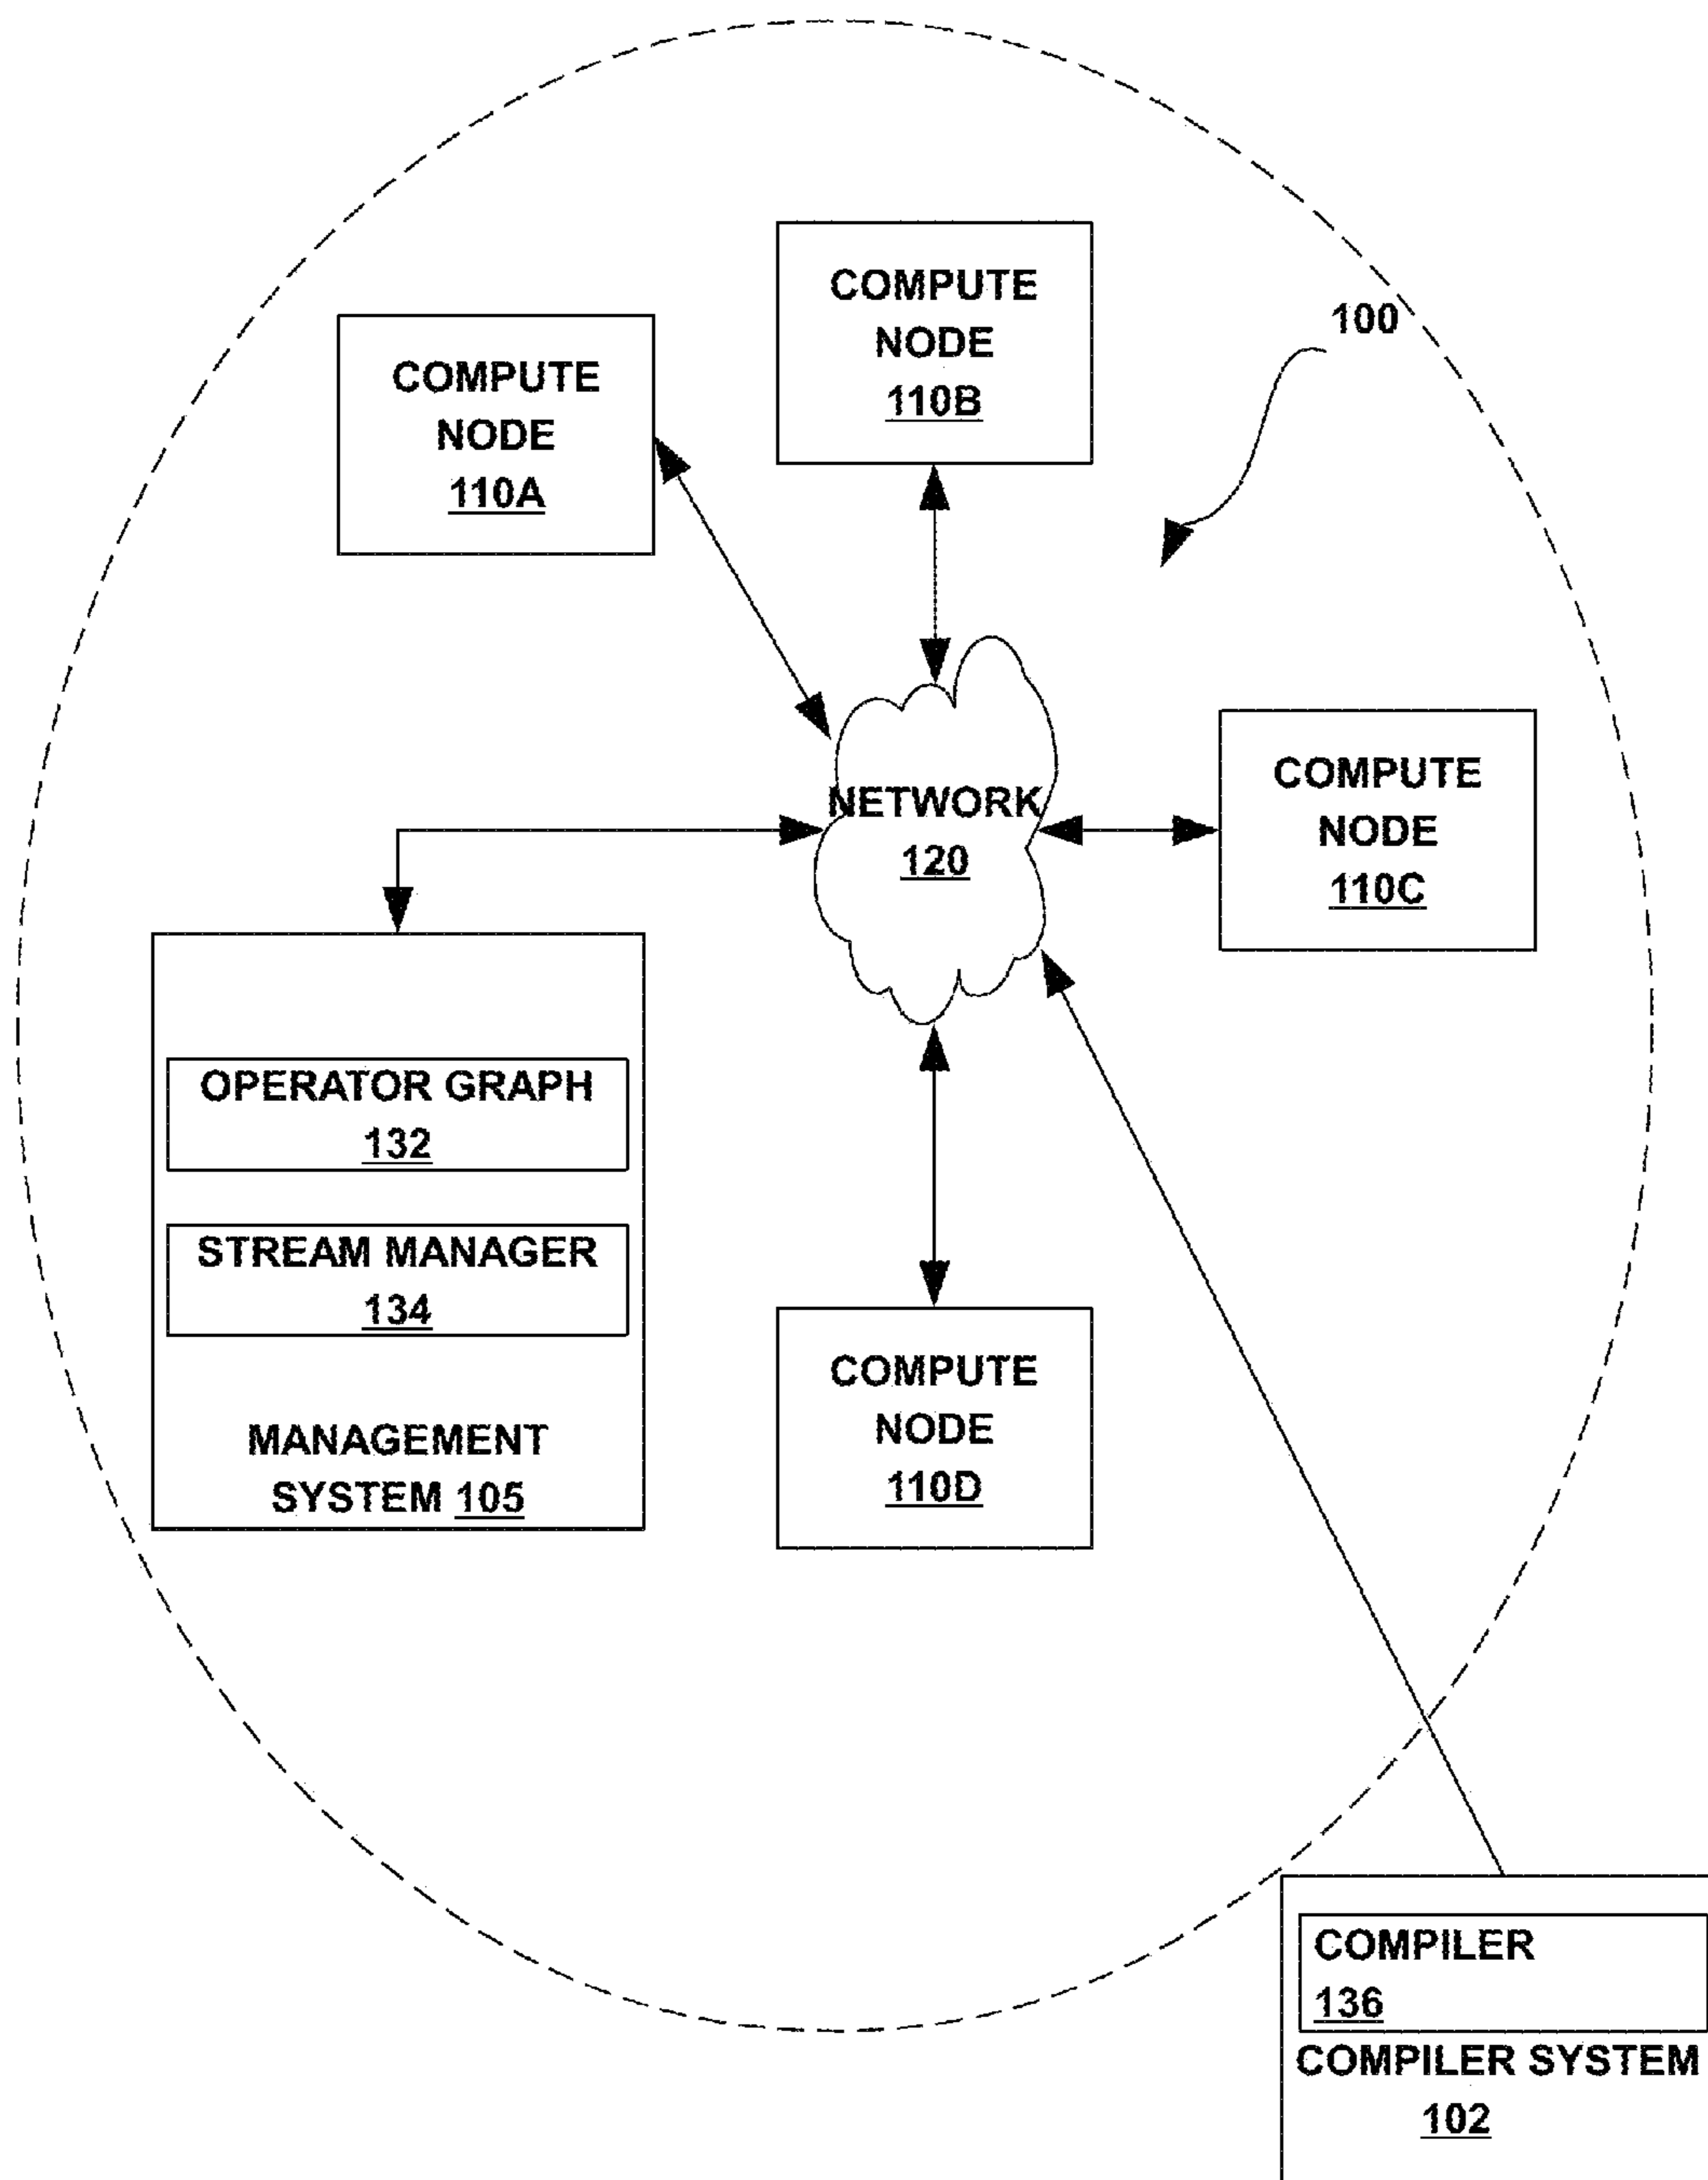 COMPUTE
NODE
110B
100
COMPUTE
NODE
110A
COMPUTE
NODE
110C
NETWORK
120
OPERATOR GRAPH
132
STREAM MANAGER
134
MANAGEMENT
SYSTEM 105
COMPUTE
NODE
110D
COMPILER
136
COMPILER SYSTEM
102